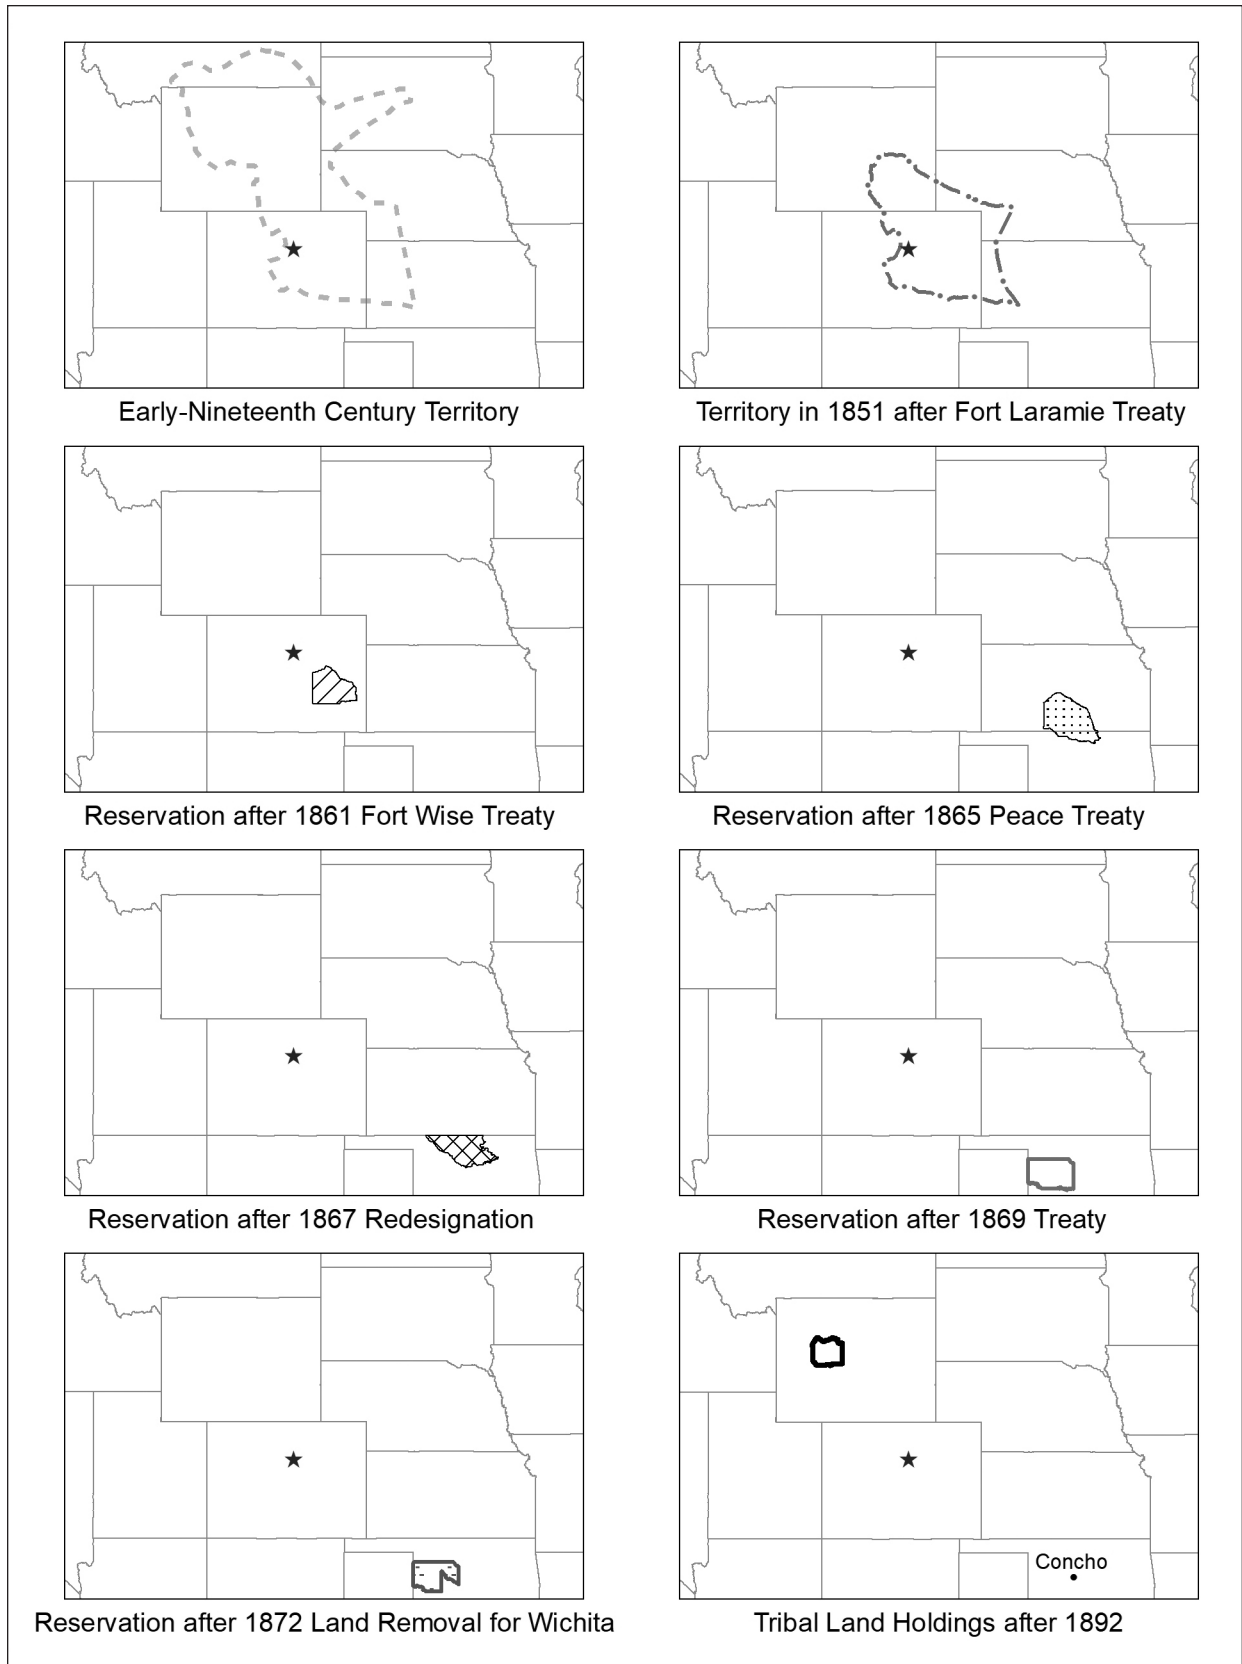 Early-Nineteenth Century Territory
Territory in 1851 after Fort Laramie Treaty
Reservation after 1861 Fort Wise Treaty
Reservation after 1865 Peace Treaty
Reservation after 1867 Redesignation
Reservation after 1869 Treaty
Concho
Reservation after 1872 Land Removal for Wichita
Tribal Land Holdings after 1892